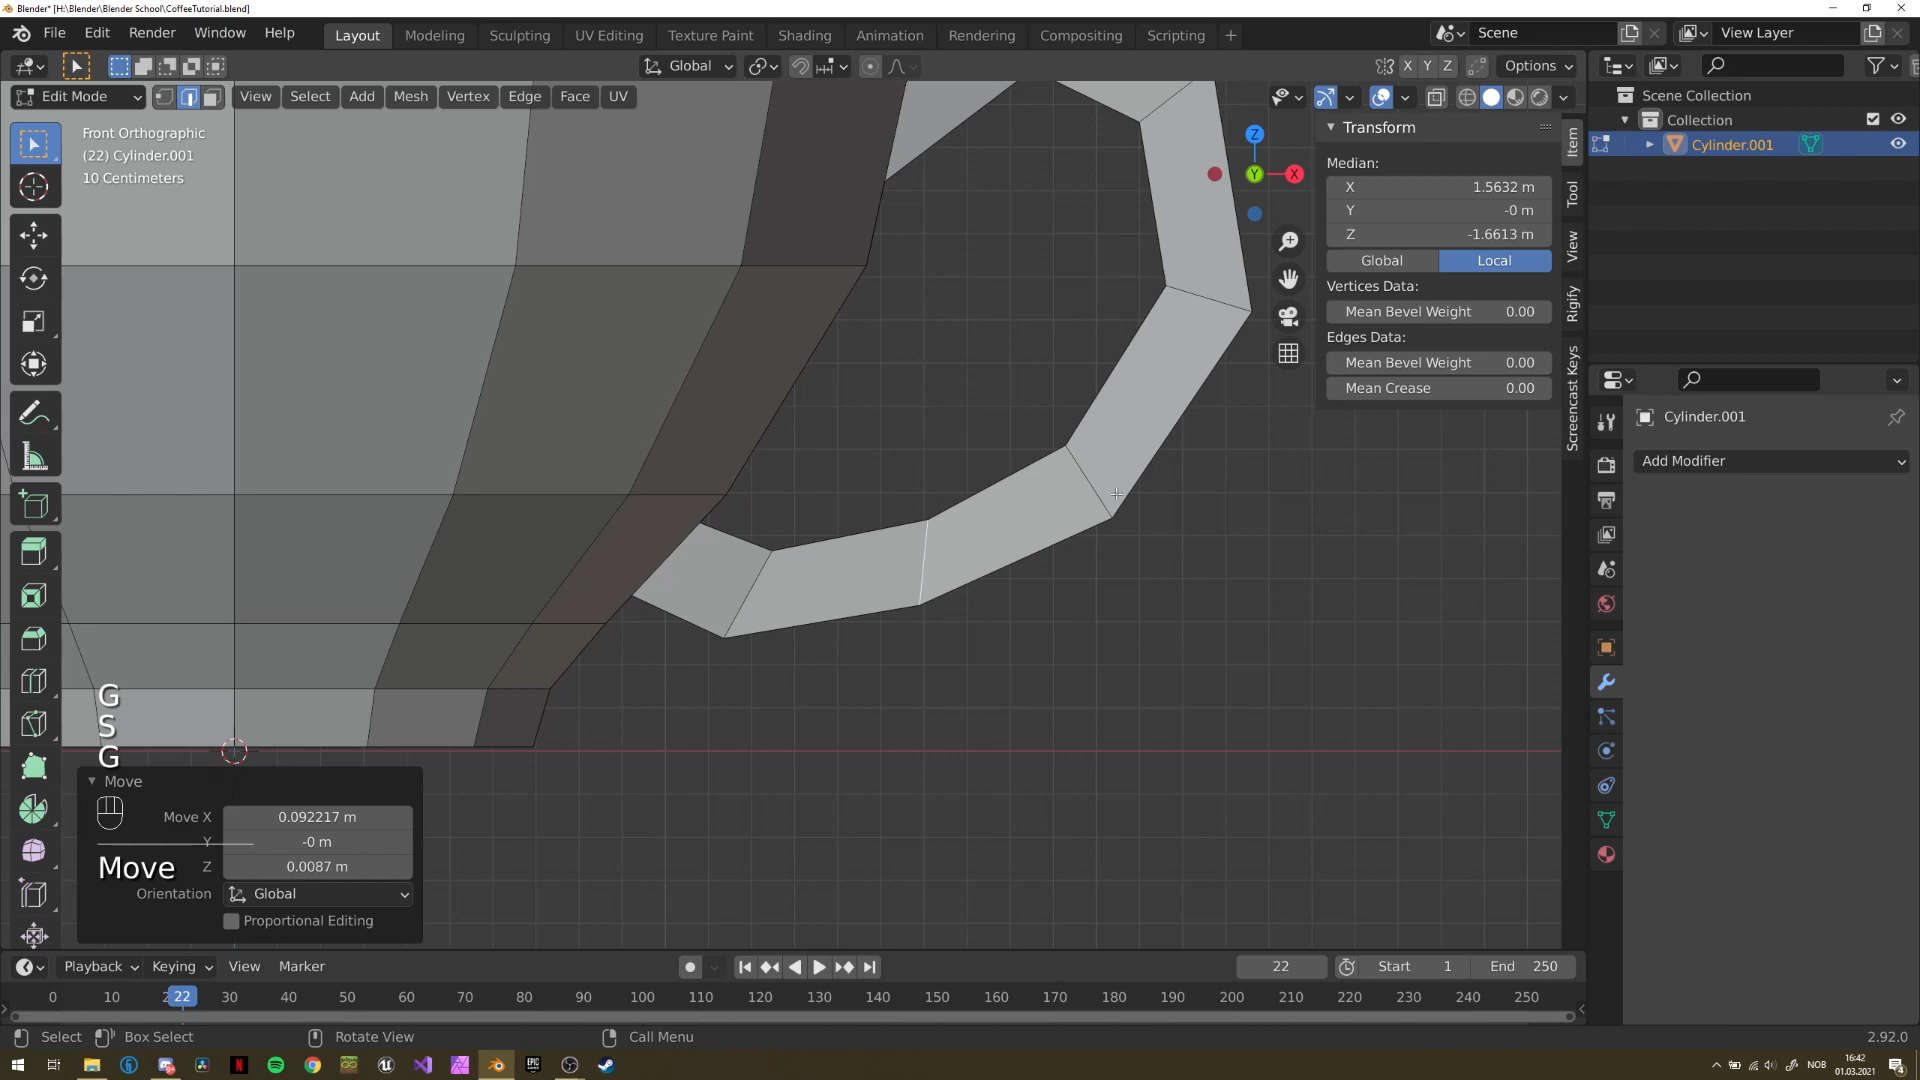 Blender* [H:\Blender\Blender School\CoffeeTutorial.blend]
File Edit Render Window Help Layout Modeling Sculpting UV Editing Texture Paint Shading Animation Rendering Compositing Scripting + Scene View Layer
Global X Y Z Options
Edit Mode View Select Add Mesh Vertex Edge Face UV
Front Orthographic
(22) Cylinder.001
10 Centimeters
Z
Y
X
Transform
Median:
X 1.5632 m
Y -0 m
Z -1.6613 m
Global Local
Vertices Data:
Mean Bevel Weight 0.00
Edges Data:
Mean Bevel Weight 0.00
Mean Crease 0.00
Item
Tool
View
Rigify
Screencast Keys
Scene Collection
Collection
Cylinder.001
Cylinder.001
Add Modifier
G
S
G
Move
Move X 0.092217 m
Y -0 m
Z 0.0087 m
Move
Orientation Global
Proportional Editing
Playback Keying View Marker 22 Start 1 End 250
0 10 2 22 30 40 50 60 70 80 90 100 110 120 130 140 150 160 170 180 190 200 210 220 230 240 250
Select Box Select Rotate View Call Menu 2.92.0
NOB
16:42
01.03.2021